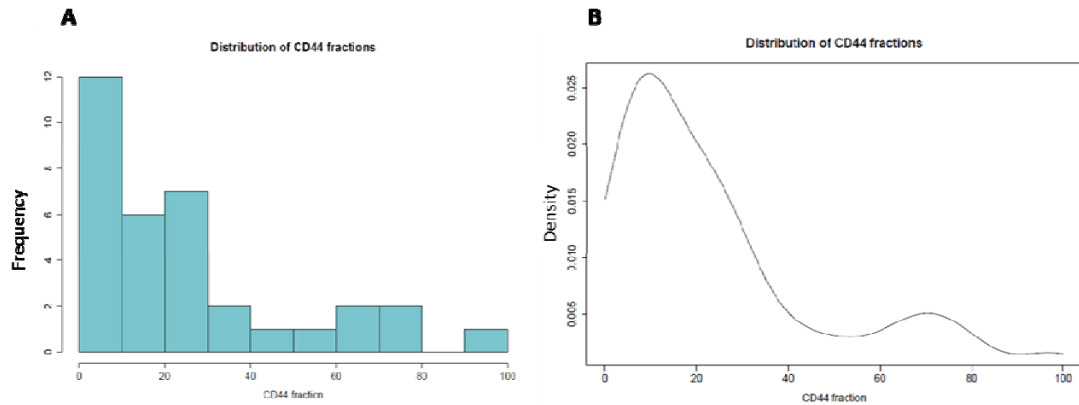 A
Distribution of CD44 fractions
Frequency
12
10
8
6
4
2
0
0 20 40 60 80 100
CD44 fraction
B
Distribution of CD44 fractions
Density
0.025
0.020
0.015
0.010
0.005
0 20 40 60 80 100
CD44 fraction